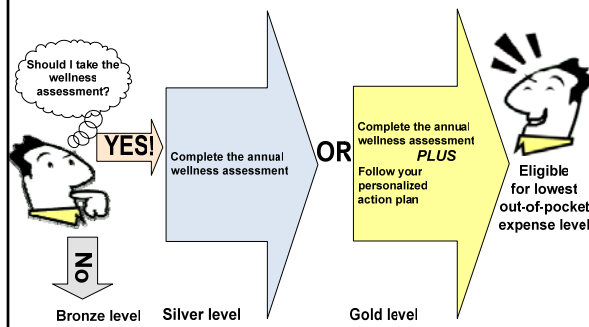 Should I take the
wellness
assessment?
YES!
Complete the annual
wellness assessment
OR
Complete the annual
wellness assessment
PLUS
Follow your
personalized
action plan
Eligible
for lowest
out-of-pocket
expense level
NO
Bronze level
Silver level
Gold level